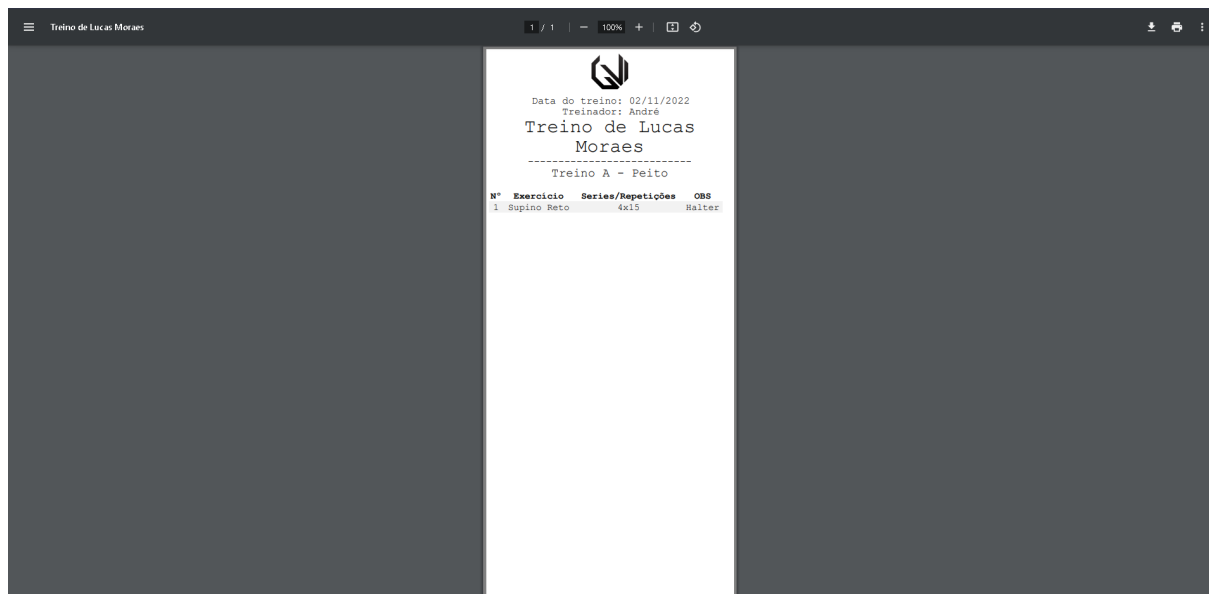 Treino de Lucas Moraes
1 / 1
100%
Data do treino: 02/11/2022
Treinador: André
Treino de Lucas
Moraes
---------------------------
Treino A - Peito
Nº Exercício Series/Repetições OBS
1 Supino Reto 4x15 Halter